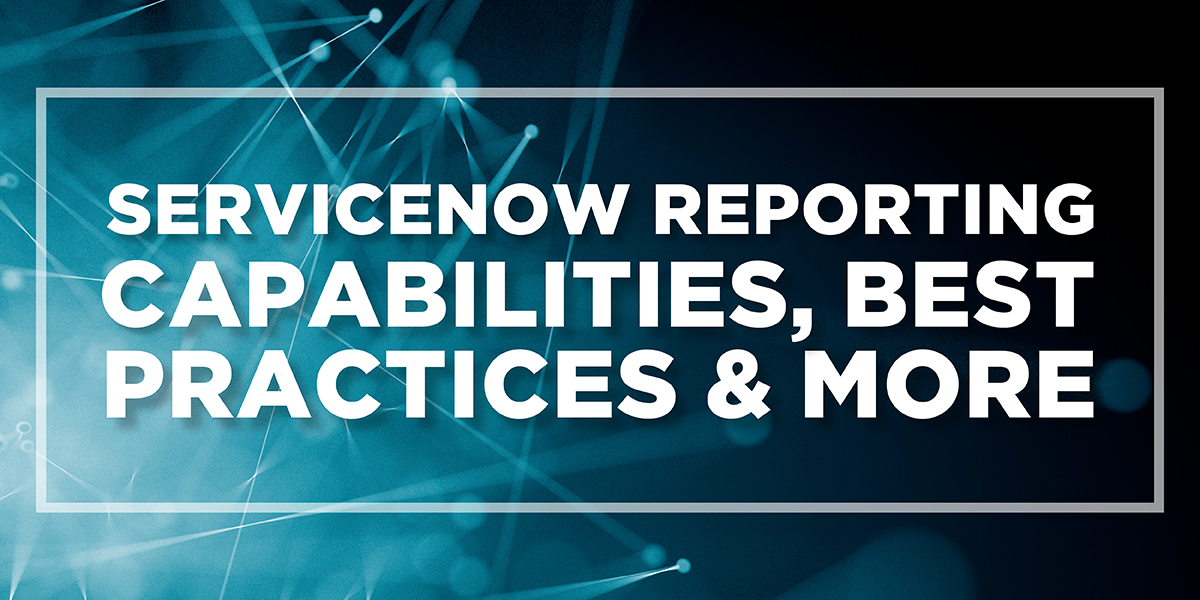 SERVICENOW REPORTING
CAPABILITIES, BEST
PRACTICES & MORE